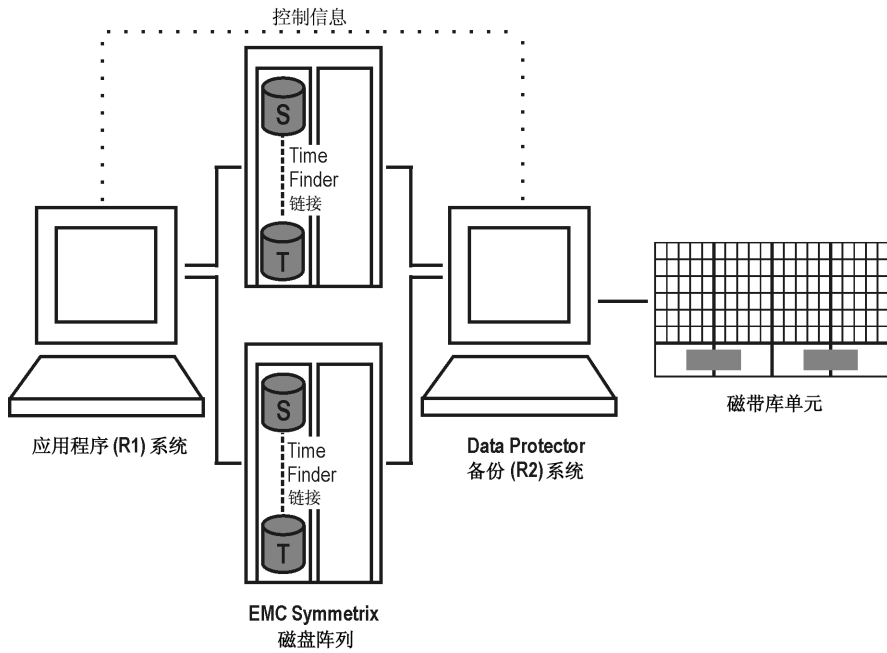 控制信息
S
Time
Finder
链接
T
S
Time
Finder
链接
T
应用程序 (R1) 系统
Data Protector
备份 (R2) 系统
磁带库单元
EMC Symmetrix
磁盘阵列